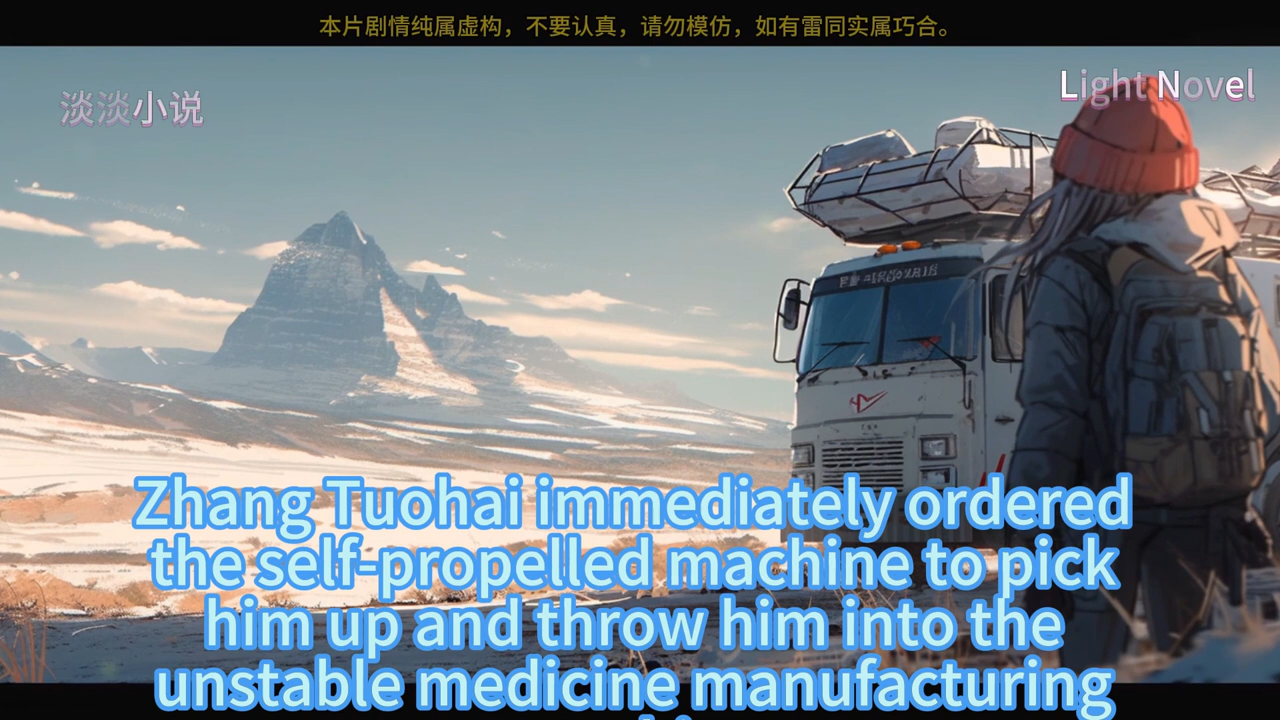 本片剧情纯属虚构，不要认真，请勿模仿，如有雷同实属巧合。
淡淡小说
Light Novel
Zhang Tuohai immediately ordered
the self-propelled machine to pick
him up and throw him into the
unstable medicine manufacturing